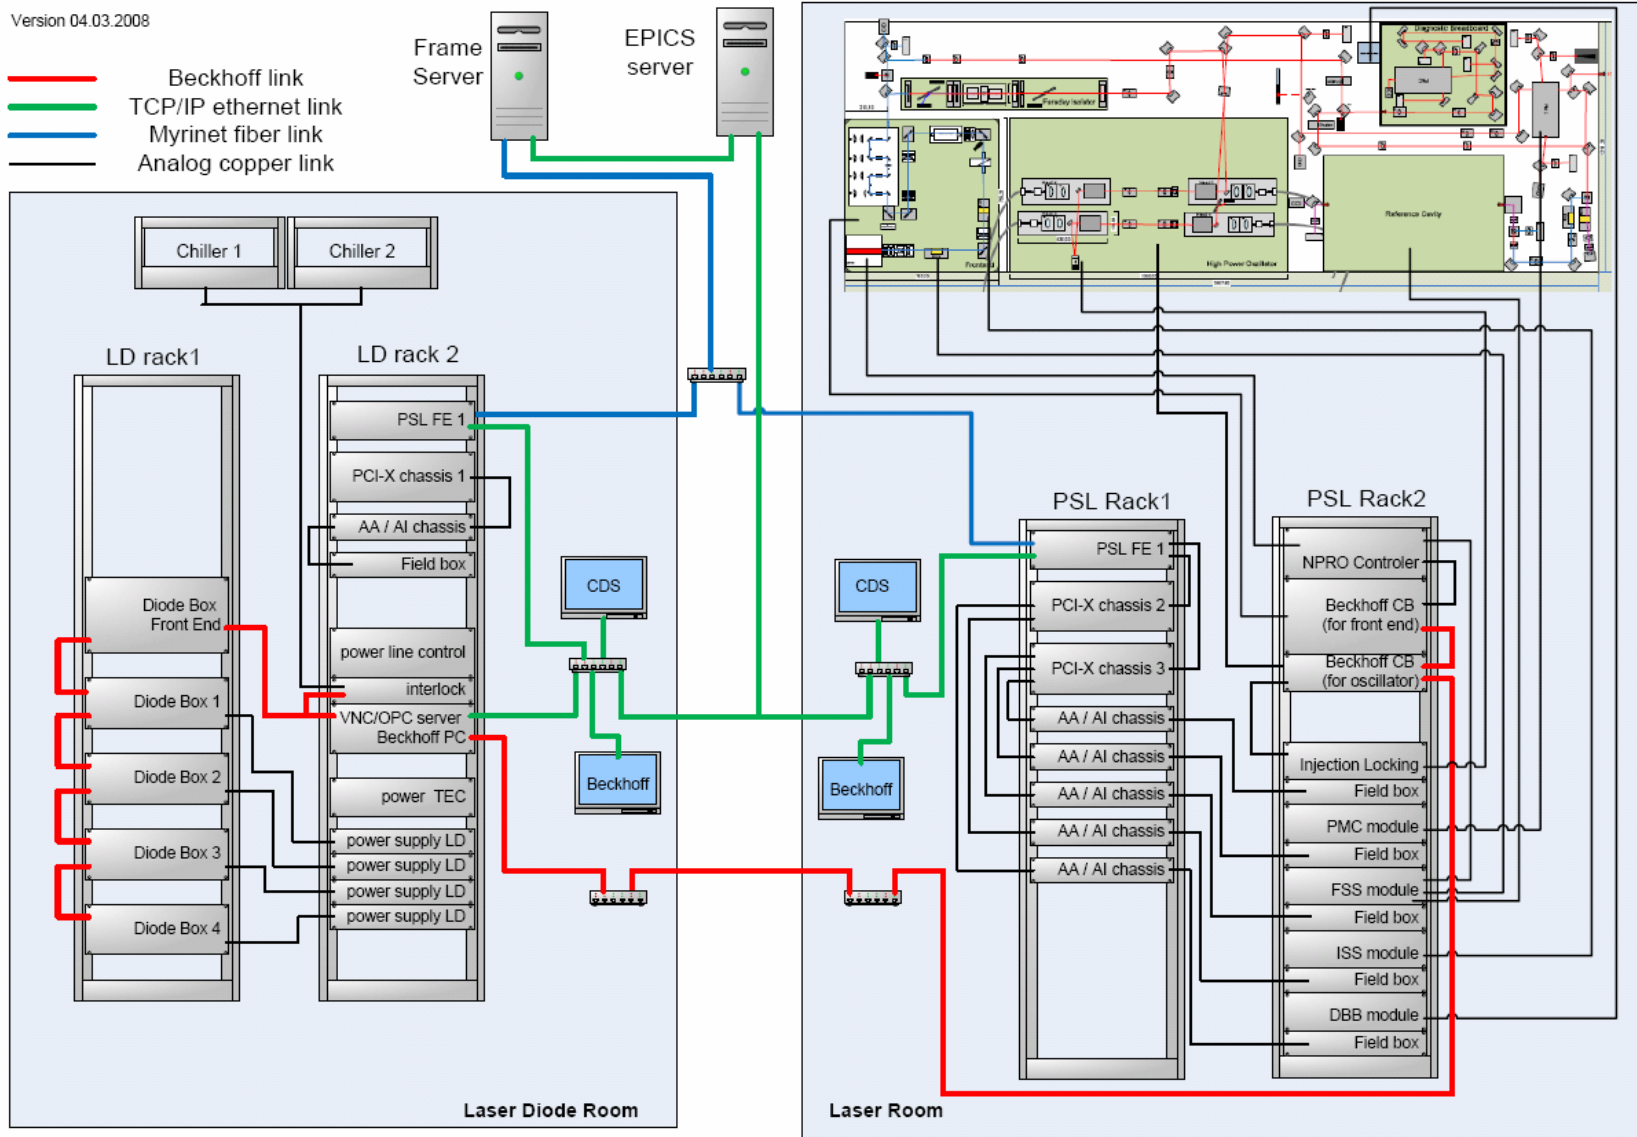 Version 04.03.2008
Beckhoff link
TCP/IP ethernet link
Myrinet fiber link
Analog copper link
Frame
Server
EPICS
server
Chiller 1
Chiller 2
LD rack1
LD rack 2
PSL FE 1
PCI-X chassis 1
AA / AI chassis
Field box
Diode Box
Front End
power line control
interlock
Diode Box 1
VNC/OPC server
Beckhoff PC
Diode Box 2
power TEC
Diode Box 3
power supply LD
power supply LD
power supply LD
power supply LD
Diode Box 4
CDS
Beckhoff
Laser Diode Room
Diagnostic Breadboard
Faraday Isolator
Frontend
High Power Oscillator
Reference Cavity
CDS
Beckhoff
PSL Rack1
PSL FE 1
PCI-X chassis 2
PCI-X chassis 3
AA / AI chassis
AA / AI chassis
AA / AI chassis
AA / AI chassis
AA / AI chassis
PSL Rack2
NPRO Controler
Beckhoff CB
(for front end)
Beckhoff CB
(for oscillator)
Injection Locking
Field box
PMC module
Field box
FSS module
Field box
ISS module
Field box
DBB module
Field box
Laser Room